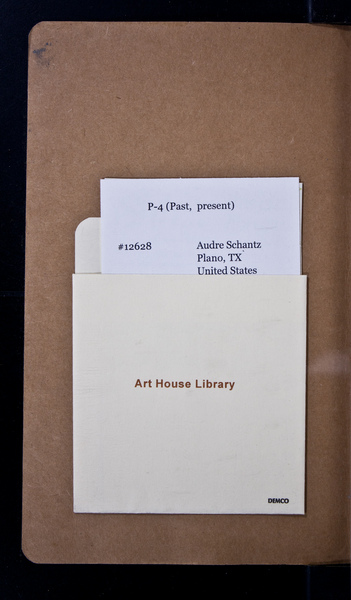 P-4 (Past, present)
#12628 Audre Schantz
Plano, TX
United States
Art House Library
DEMCO